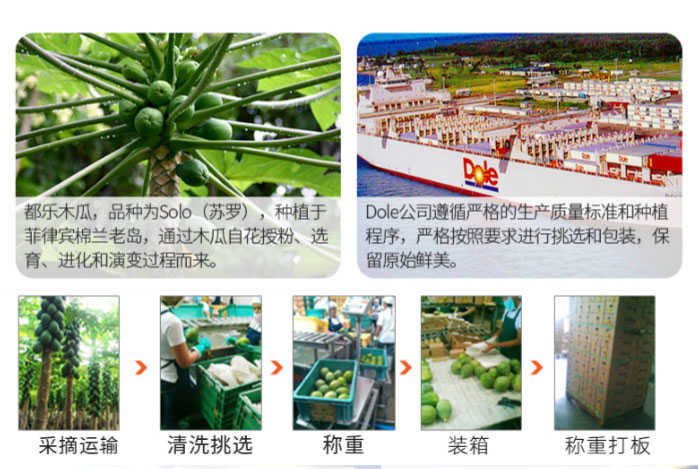 都乐木瓜，品种为Solo（苏罗），种植于
菲律宾棉兰老岛，通过木瓜自花授粉、选
育、进化和演变过程而来。
Dole
Dole公司遵循严格的生产质量标准和种植
程序，严格按照要求进行挑选和包装，保
留原始鲜美。
采摘运输
清洗挑选
称重
装箱
称重打板